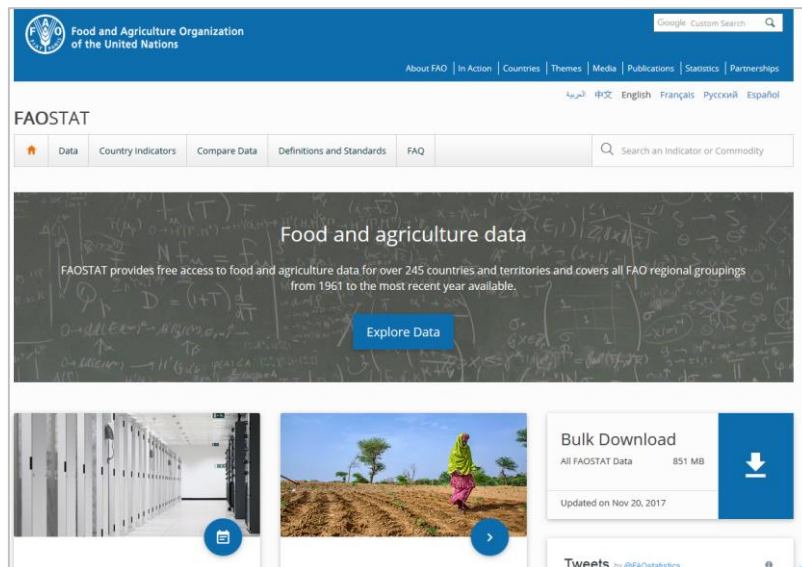 Food and Agriculture Organization
of the United Nations
Google Custom Search
About FAO | In Action | Countries | Themes | Media | Publications | Statistics | Partnerships
العربية 中文 English Français Русский Español
FAOSTAT
Data Country Indicators Compare Data Definitions and Standards FAQ Search an Indicator or Commodity
Food and agriculture data
FAOSTAT provides free access to food and agriculture data for over 245 countries and territories and covers all FAO regional groupings
from 1961 to the most recent year available.
Explore Data
Bulk Download
All FAOSTAT Data 851 MB
Updated on Nov 20, 2017
Tweets by @FAOstatistics